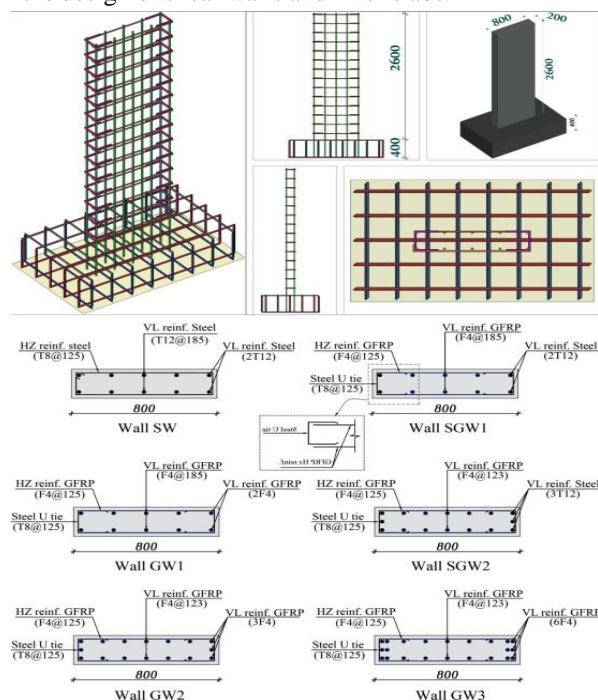 2600
400
800
200
2600
400
VL reinf. Steel
(T12@185)
HZ reinf. steel
(T8@125)
VL reinf. Steel
(2T12)
800
Wall SW
VL reinf. GFRP
(F4@185)
HZ reinf. GFRP
(F4@125)
VL reinf. Steel
(2T12)
Steel U tie
(T8@125)
800
Wall SGW1
Steel U tie
GFRP Hz reinf.
VL reinf. GFRP
(F4@185)
HZ reinf. GFRP
(F4@125)
VL reinf. GFRP
(2F4)
Steel U tie
(T8@125)
800
Wall GW1
VL reinf. GFRP
(F4@123)
HZ reinf. GFRP
(F4@125)
VL reinf. Steel
(3T12)
Steel U tie
(T8@125)
800
Wall SGW2
VL reinf. GFRP
(F4@123)
HZ reinf. GFRP
(F4@125)
VL reinf. GFRP
(3F4)
Steel U tie
(T8@125)
800
Wall GW2
VL reinf. GFRP
(F4@123)
HZ reinf. GFRP
(F4@125)
VL reinf. GFRP
(6F4)
Steel U tie
(T8@125)
800
Wall GW3